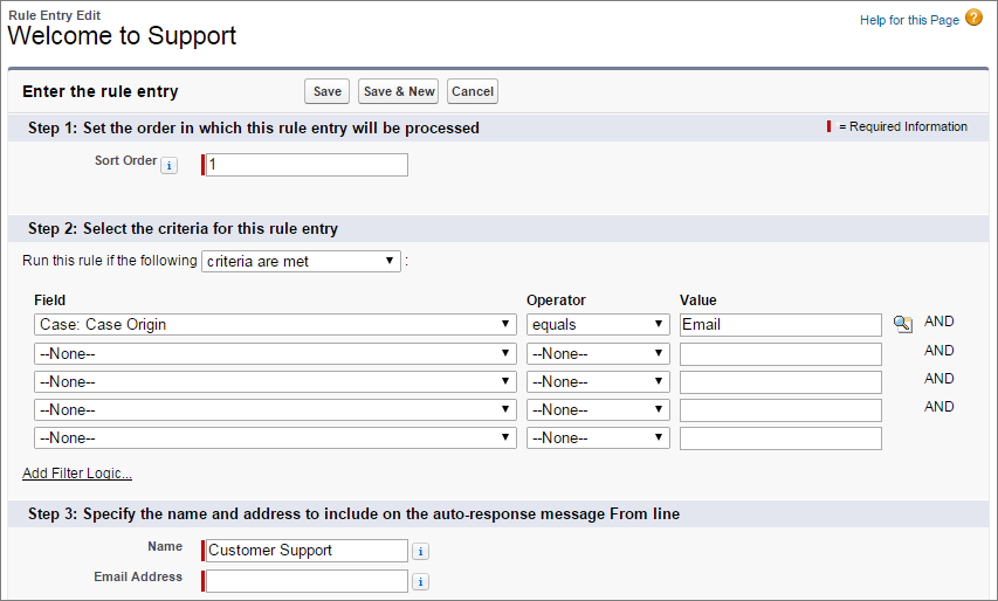 Rule Entry Edit
Welcome to Support
Help for this Page ?
Enter the rule entry Save Save & New Cancel
Step 1: Set the order in which this rule entry will be processed = Required Information
Sort Order i 1
Step 2: Select the criteria for this rule entry
Run this rule if the following criteria are met :
Field Operator Value
Case: Case Origin equals Email AND
--None-- --None-- AND
--None-- --None-- AND
--None-- --None-- AND
--None-- --None--
Add Filter Logic...
Step 3: Specify the name and address to include on the auto-response message From line
Name Customer Support i
Email Address i